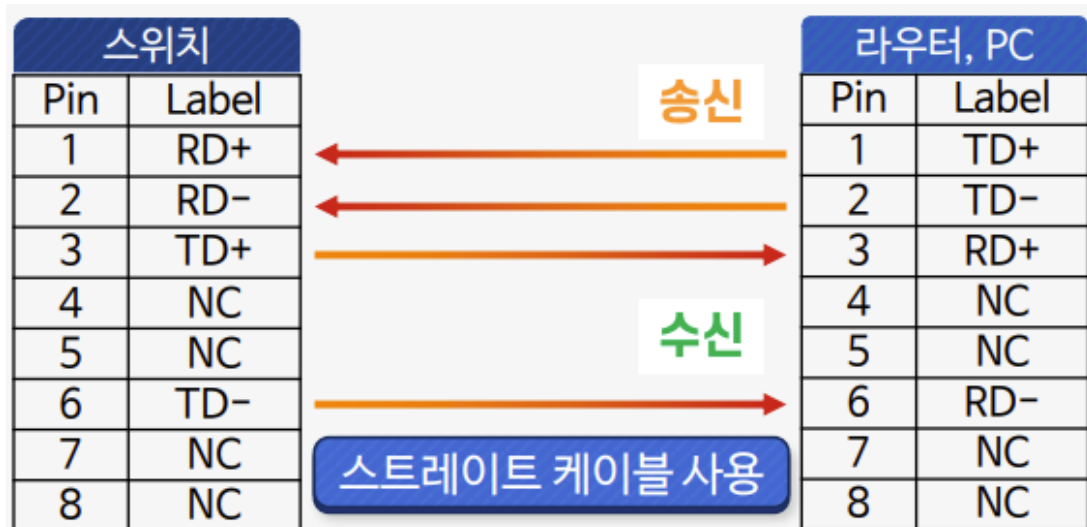 스위치
라우터, PC
Pin Label
송신
Pin Label
1 RD+
1 TD+
2 RD-
2 TD-
3 TD+
3 RD+
4 NC
4 NC
5 NC
수신
5 NC
6 TD-
6 RD-
7 NC
스트레이트 케이블 사용
7 NC
8 NC
8 NC